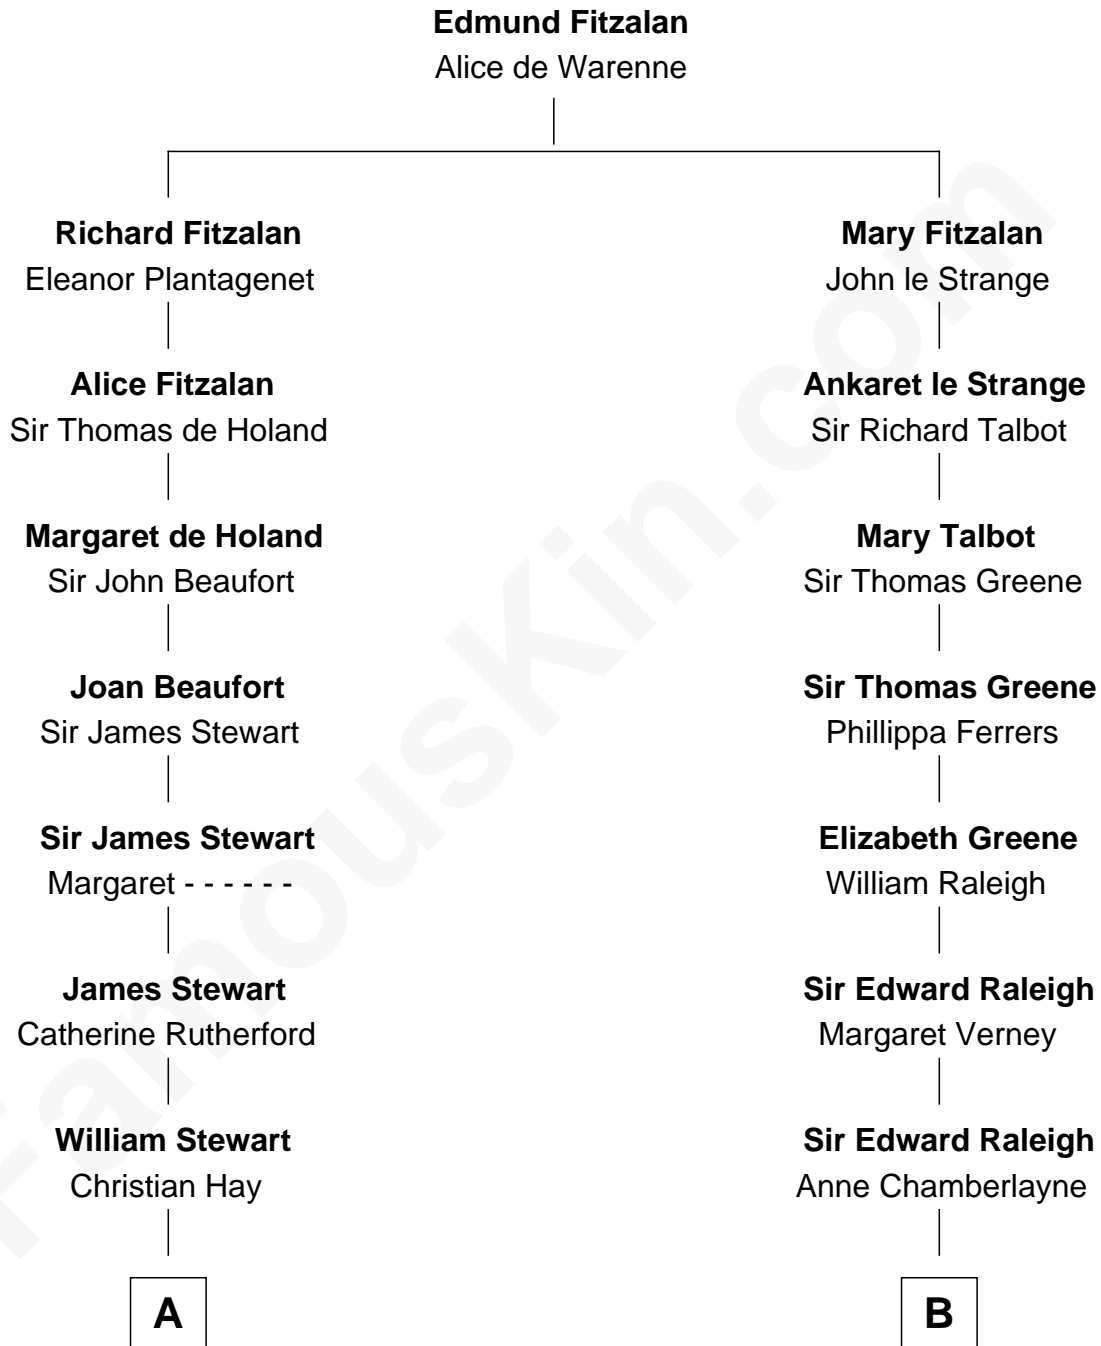 Edmund Fitzalan
Alice de Warenne
Richard Fitzalan
Eleanor Plantagenet
Mary Fitzalan
John le Strange
Alice Fitzalan
Sir Thomas de Holand
Ankaret le Strange
Sir Richard Talbot
Margaret de Holand
Sir John Beaufort
Mary Talbot
Sir Thomas Greene
Joan Beaufort
Sir James Stewart
Sir Thomas Greene
Phillippa Ferrers
Sir James Stewart
Margaret - - - - - -
Elizabeth Greene
William Raleigh
James Stewart
Catherine Rutherford
Sir Edward Raleigh
Margaret Verney
William Stewart
Christian Hay
Sir Edward Raleigh
Anne Chamberlayne
A
B
FamousKin.com